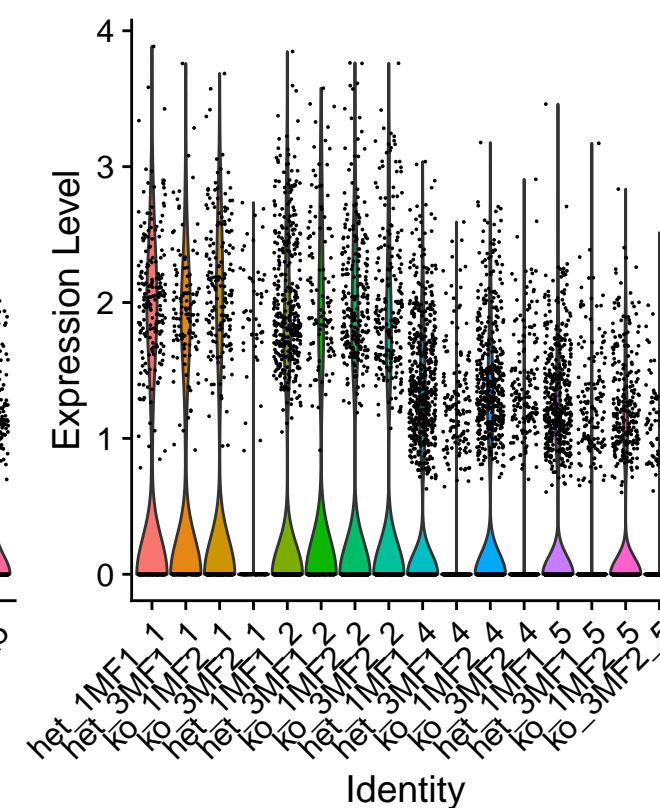 4
3
2
1
0
Expression Level
het_1MF1_1
het_3MF1_1
ko_1MF2_1
ko_3MF2_1
het_1MF1_2
het_3MF1_2
ko_1MF2_2
ko_3MF2_2
het_1MF1_4
het_3MF1_4
ko_1MF2_4
ko_3MF2_4
het_1MF1_5
het_3MF1_5
ko_1MF2_5
ko_3MF2_5
Identity